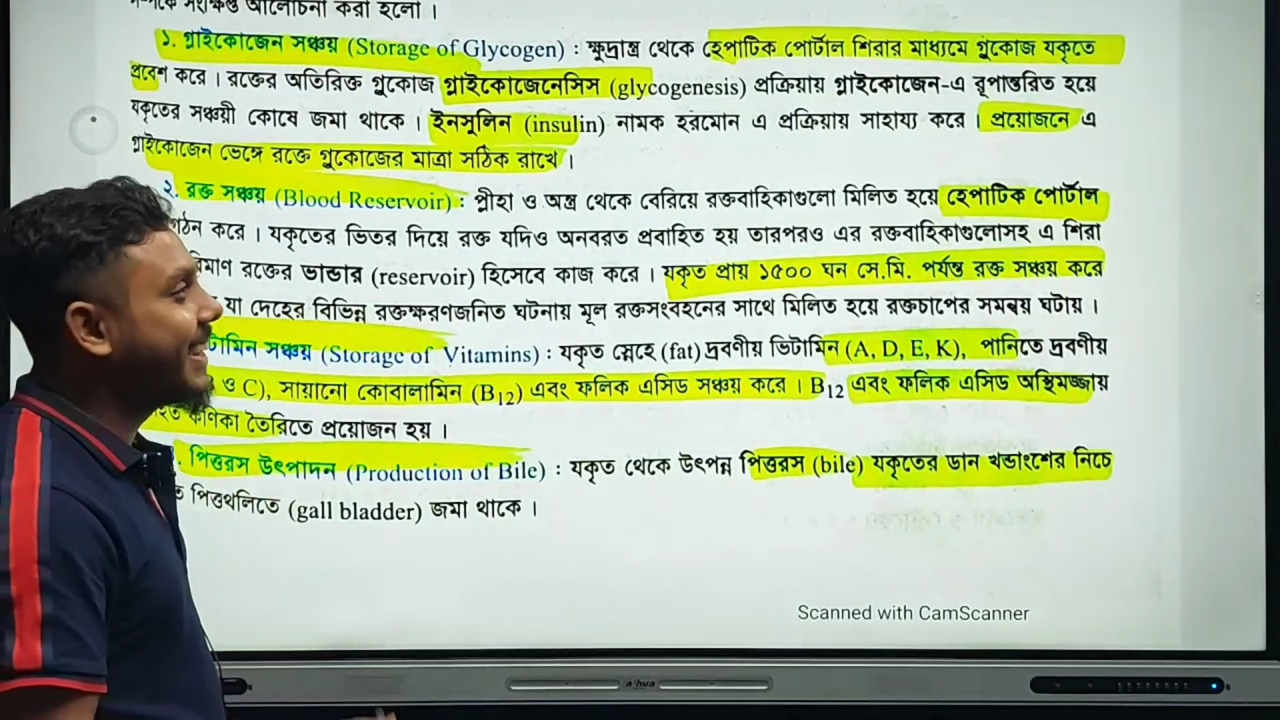 সংক্ষিপ্ত আলোচনা করা হলো ।
১. গ্লাইকোজেন সঞ্চয় (Storage of Glycogen) : ক্ষুদ্রান্ত্র থেকে হেপাটিক পোর্টাল শিরার মাধ্যমে গ্লুকোজ যকৃতে
প্রবেশ করে । রক্তের অতিরিক্ত গ্লুকোজ গ্লাইকোজেনেসিস (glycogenesis) প্রক্রিয়ায় গ্লাইকোজেন-এ রূপান্তরিত হয়ে
যকৃতের সঞ্চয়ী কোষে জমা থাকে । ইনসুলিন (insulin) নামক হরমোন এ প্রক্রিয়ায় সাহায্য করে । প্রয়োজনে এ
গ্লাইকোজেন ভেঙ্গে রক্তে গ্লুকোজের মাত্রা সঠিক রাখে ।
২. রক্ত সঞ্চয় (Blood Reservoir) : প্লীহা ও অন্ত্র থেকে বেরিয়ে রক্তবাহিকাগুলো মিলিত হয়ে হেপাটিক পোর্টাল
করে । যকৃতের ভিতর দিয়ে রক্ত যদিও অনবরত প্রবাহিত হয় তারপরও এর রক্তবাহিকাগুলোসহ এ শিরা
রক্তের ভান্ডার (reservoir) হিসেবে কাজ করে । যকৃত প্রায় ১৫০০ ঘন সে.মি. পর্যন্ত রক্ত সঞ্চয় করে
যা দেহের বিভিন্ন রক্তক্ষরণজনিত ঘটনায় মূল রক্তসংবহনের সাথে মিলিত হয়ে রক্তচাপের সমন্বয় ঘটায় ।
সঞ্চয় (Storage of Vitamins) : যকৃত স্নেহে (fat) দ্রবণীয় ভিটামিন (A, D, E, K), পানিতে দ্রবণীয়
ও C), সায়ানো কোবালামিন (B₁₂) এবং ফলিক এসিড সঞ্চয় করে । B₁₂ এবং ফলিক এসিড অস্থিমজ্জায়
কণিকা তৈরিতে প্রয়োজন হয় ।
পিত্তরস উৎপাদন (Production of Bile) : যকৃত থেকে উৎপন্ন পিত্তরস (bile) যকৃতের ডান খন্ডাংশের নিচে
পিত্তথলিতে (gall bladder) জমা থাকে ।
Scanned with CamScanner
alhua